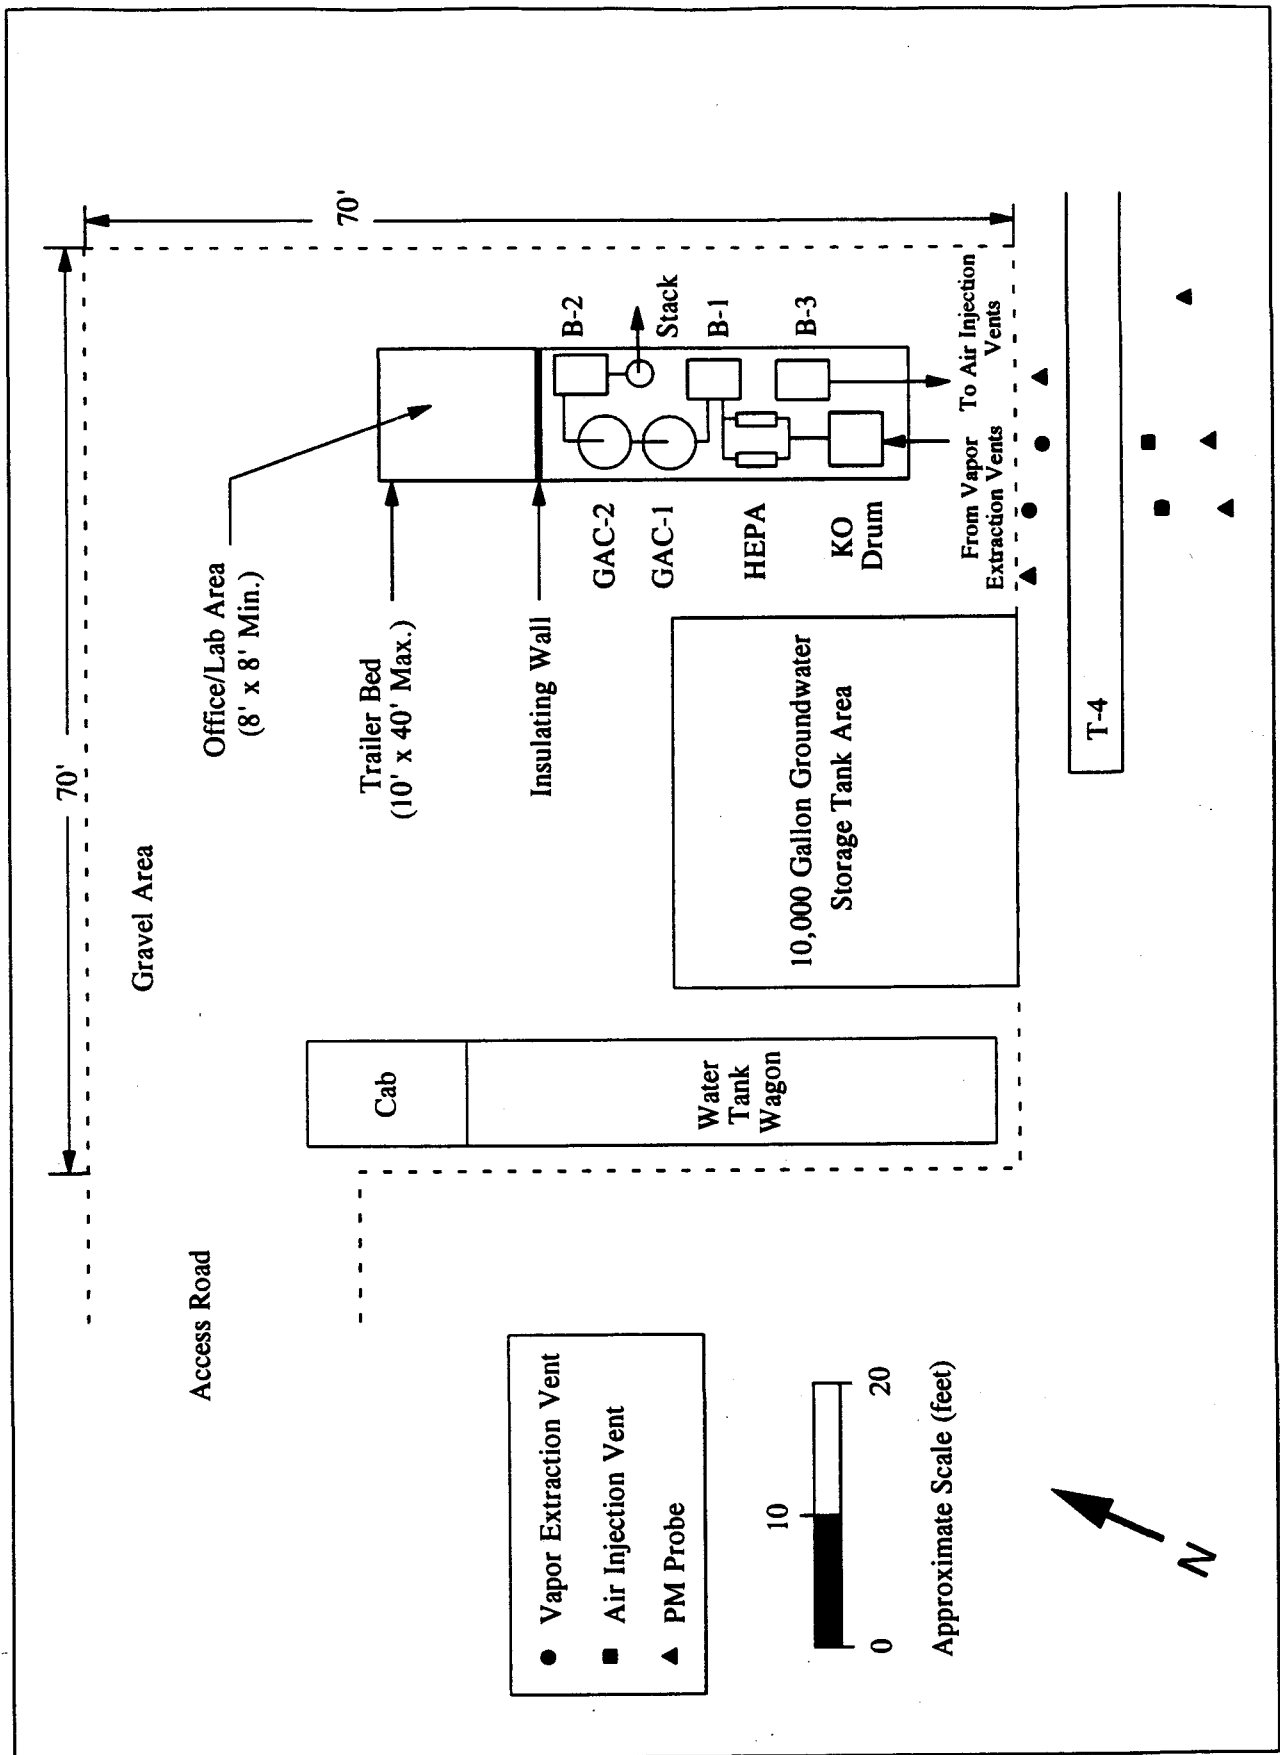 70'
70'
Gravel Area
Access Road
Office/Lab Area
(8' x 8' Min.)
Trailer Bed
(10' x 40' Max.)
Insulating Wall
B-2
Stack
B-1
B-3
GAC-2
GAC-1
HEPA
KO
Drum
To Air Injection
Vents
From Vapor
Extraction Vents
Cab
Water
Tank
Wagon
10,000 Gallon Groundwater
Storage Tank Area
T-4
Vapor Extraction Vent
Air Injection Vent
PM Probe
0
10
20
Approximate Scale (feet)
N